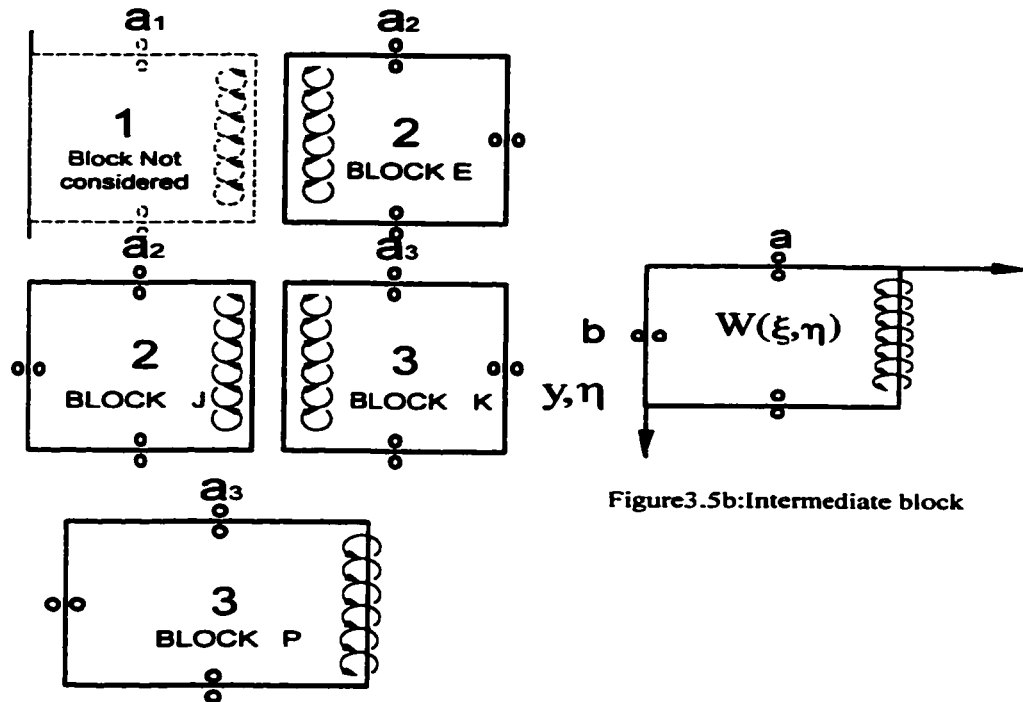 a1
a2
1
Block Not
considered
2
BLOCK E
a2
a3
2
BLOCK J
3
BLOCK K
a3
3
BLOCK P
a
b
W(ξ,η)
y,η
Figure3.5b:Intermediate block